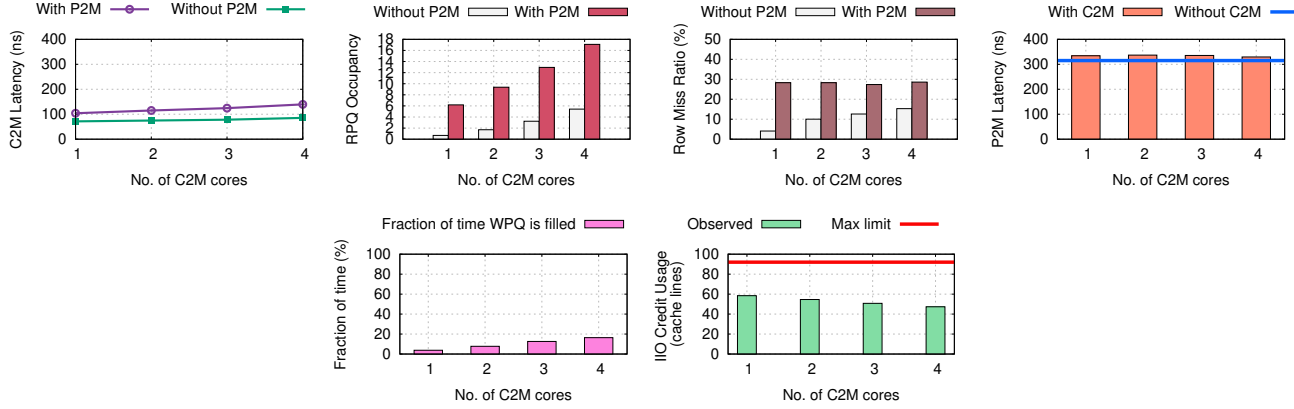 With P2M Without P2M
C2M Latency (ns)
400
300
200
100
0
1 2 3 4
No. of C2M cores
Without P2M With P2M
RPQ Occupancy
18
16
14
12
10
8
6
4
2
0
1 2 3 4
No. of C2M cores
Without P2M With P2M
Row Miss Ratio (%)
50
40
30
20
10
0
1 2 3 4
No. of C2M cores
With C2M Without C2M
P2M Latency (ns)
400
300
200
100
0
1 2 3 4
No. of C2M cores
Fraction of time WPQ is filled
Fraction of time (%)
100
80
60
40
20
0
1 2 3 4
No. of C2M cores
Observed Max limit
IIO Credit Usage
(cache lines)
100
80
60
40
20
0
1 2 3 4
No. of C2M cores